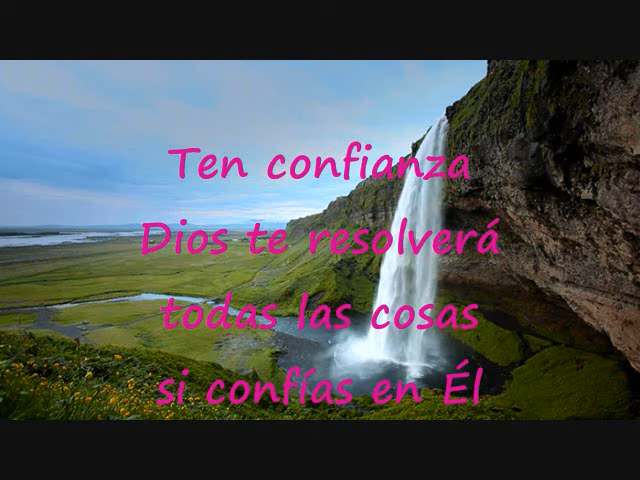 Ten confianza
Dios te resolverá
todas las cosas
si confías en Él